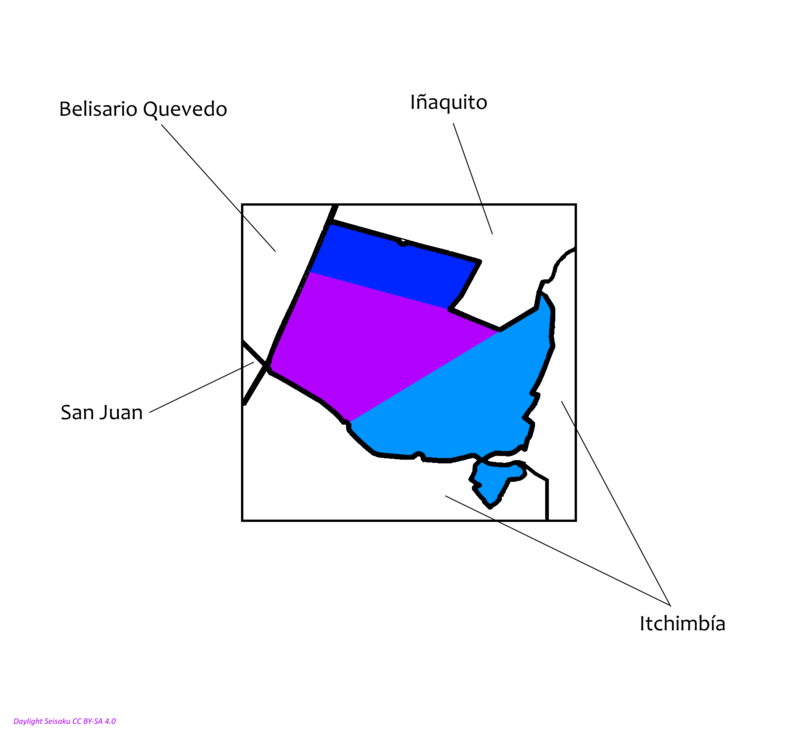 Belisario Quevedo
Iñaquito
San Juan
Itchimbía
Daylight Seisaku CC BY-SA 4.0